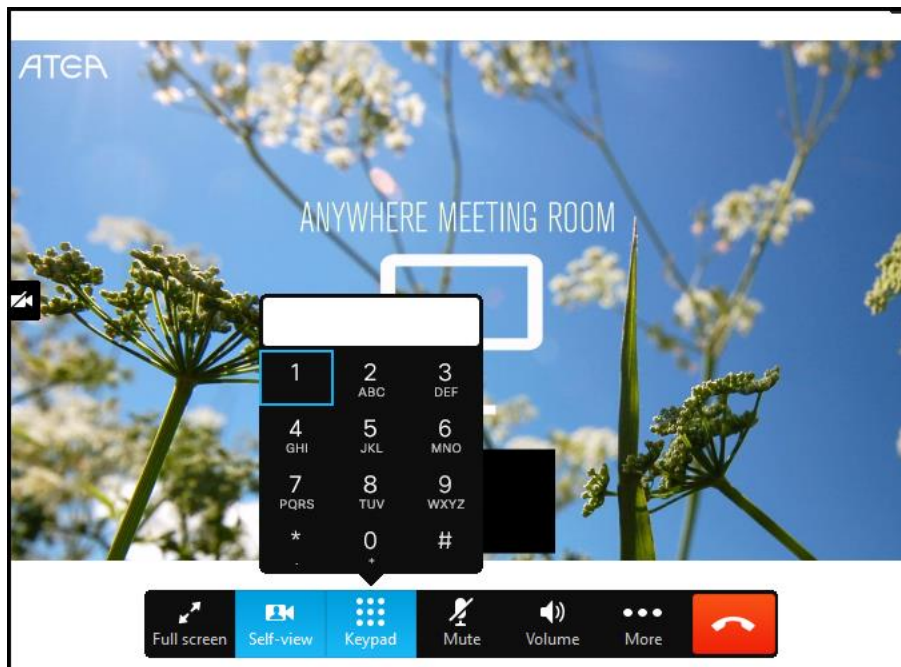 ATEA
ANYWHERE MEETING ROOM
1
2
ABC
3
DEF
4
GHI
5
JKL
6
MNO
7
PQRS
8
TUV
9
WXYZ
*
.
0
+
#
Full screen
Self-view
Keypad
Mute
Volume
More